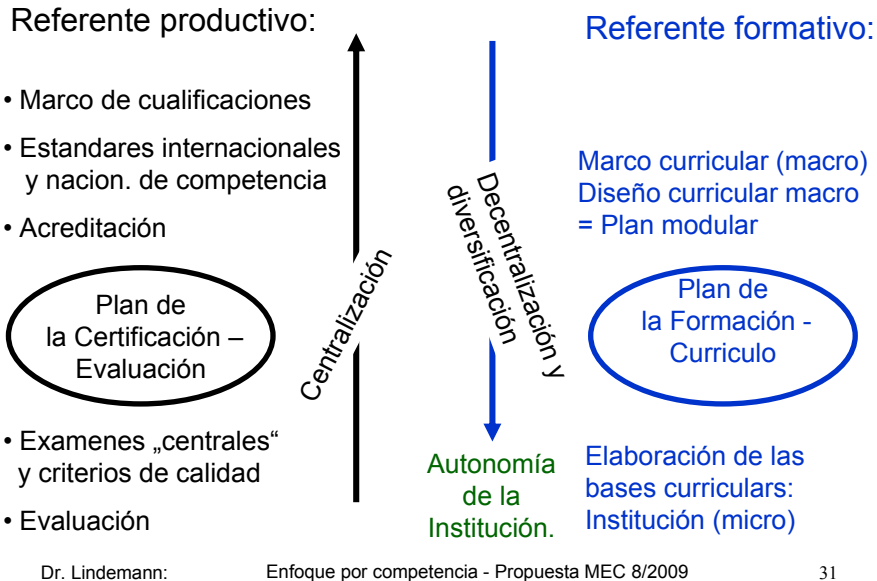 Referente productivo:
• Marco de cualificaciones
• Estandares internacionales
y nacion. de competencia
• Acreditación
Plan de
la Certificación –
Evaluación
• Examenes „centrales“
y criterios de calidad
• Evaluación
Centralización
Decentralización y
diversificación
Autonomía
de la
Institución.
Referente formativo:
Marco curricular (macro)
Diseño curricular macro
= Plan modular
Plan de
la Formación -
Curriculo
Elaboración de las
bases curriculars:
Institución (micro)
Dr. Lindemann:
Enfoque por competencia - Propuesta MEC 8/2009
31